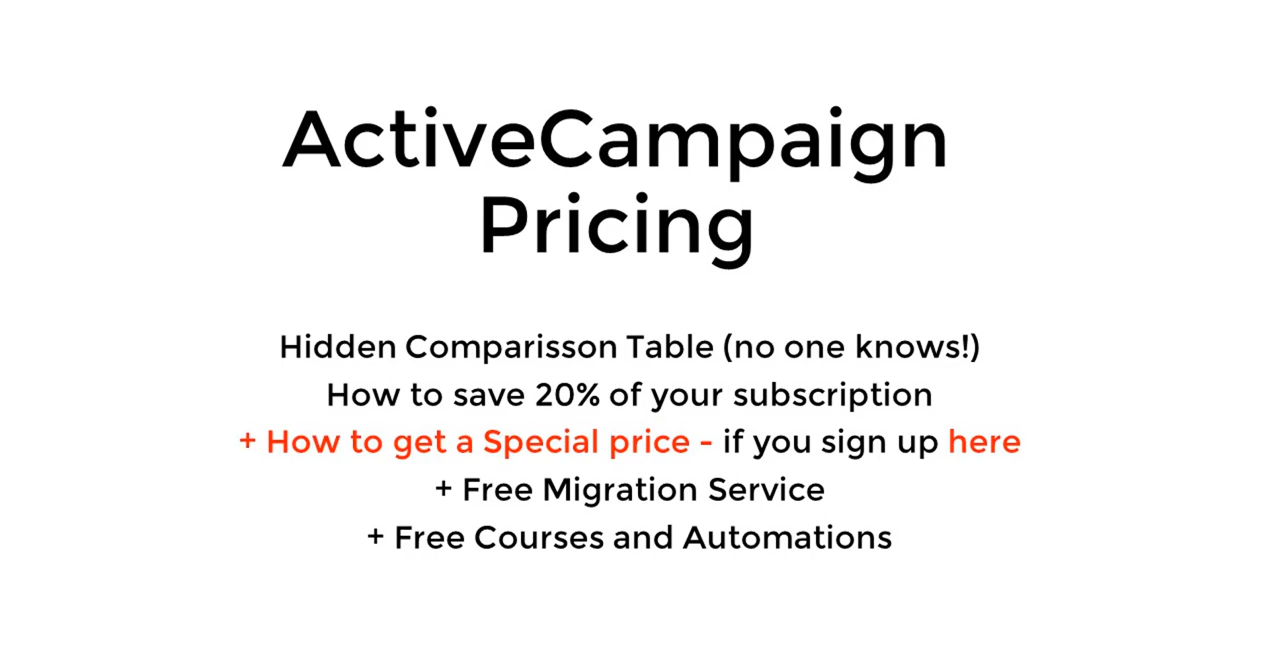 ActiveCampaign
Pricing
Hidden Comparisson Table (no one knows!)
How to save 20% of your subscription
+ How to get a Special price - if you sign up here
+ Free Migration Service
+ Free Courses and Automations